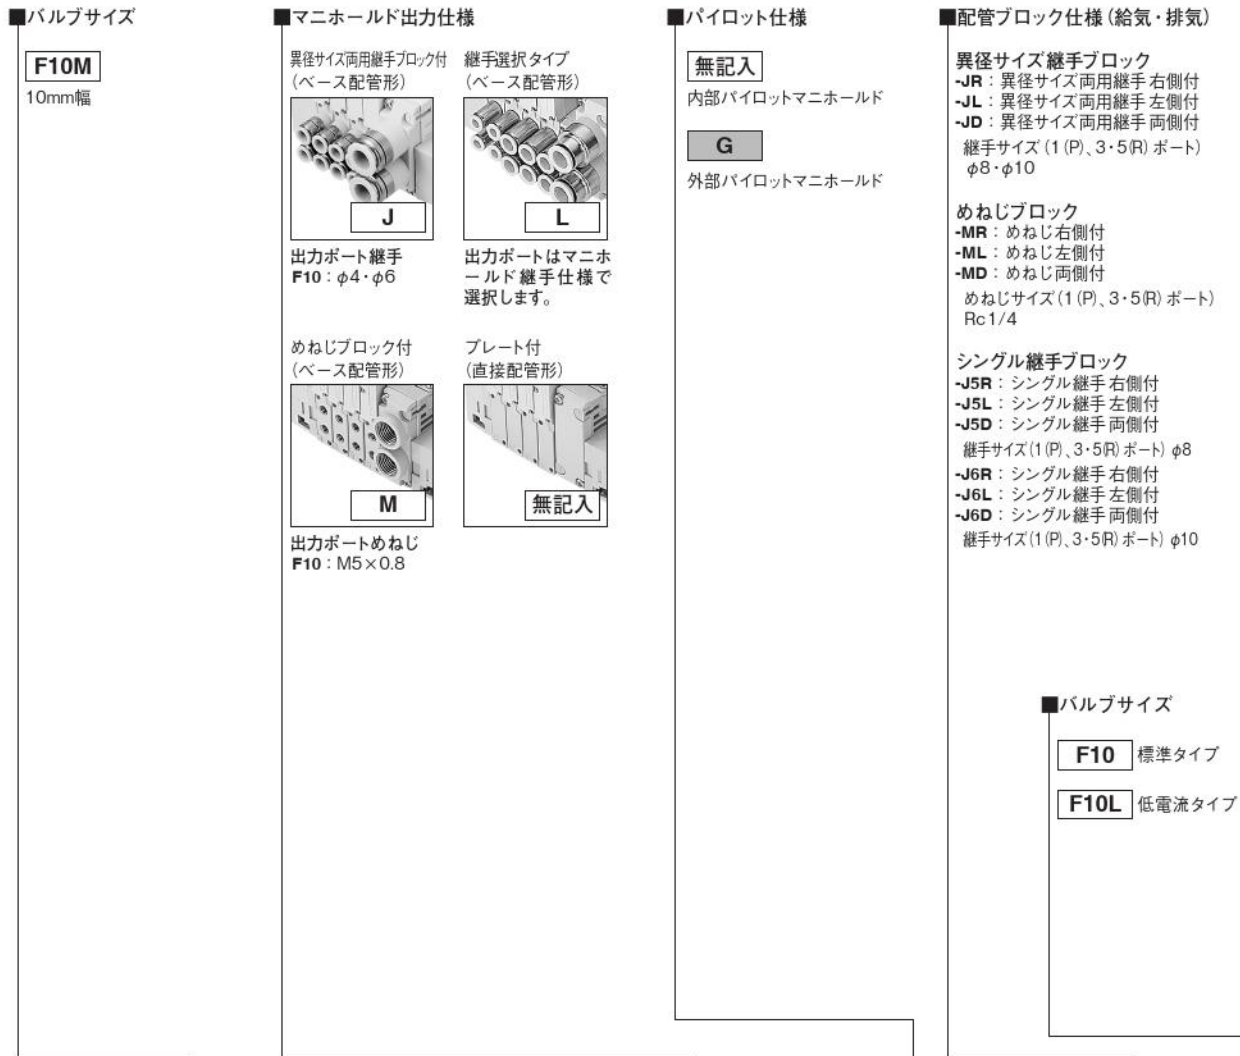 ■バルブサイズ
F10M
10mm幅
■マニホールド出力仕様
異径サイズ両用継手ブロック付
（ベース配管形）
J
出力ポート継手
F10：φ4・φ6
継手選択タイプ
（ベース配管形）
L
出力ポートはマニホ
ールド継手仕様で
選択します。
めねじブロック付
（ベース配管形）
M
出力ポートめねじ
F10：M5×0.8
プレート付
（直接配管形）
無記入
■パイロット仕様
無記入
内部パイロットマニホールド
G
外部パイロットマニホールド
■配管ブロック仕様（給気・排気）
異径サイズ継手ブロック
-JR：異径サイズ両用継手右側付
-JL：異径サイズ両用継手左側付
-JD：異径サイズ両用継手両側付
継手サイズ（1（P）、3・5（R）ポート）
φ8・φ10
めねじブロック
-MR：めねじ右側付
-ML：めねじ左側付
-MD：めねじ両側付
めねじサイズ（1（P）、3・5（R）ポート）
Rc1/4
シングル継手ブロック
-J5R：シングル継手右側付
-J5L：シングル継手左側付
-J5D：シングル継手両側付
継手サイズ（1（P）、3・5（R）ポート）φ8
-J6R：シングル継手右側付
-J6L：シングル継手左側付
-J6D：シングル継手両側付
継手サイズ（1（P）、3・5（R）ポート）φ10
■バルブサイズ
F10 標準タイプ
F10L 低電流タイプ